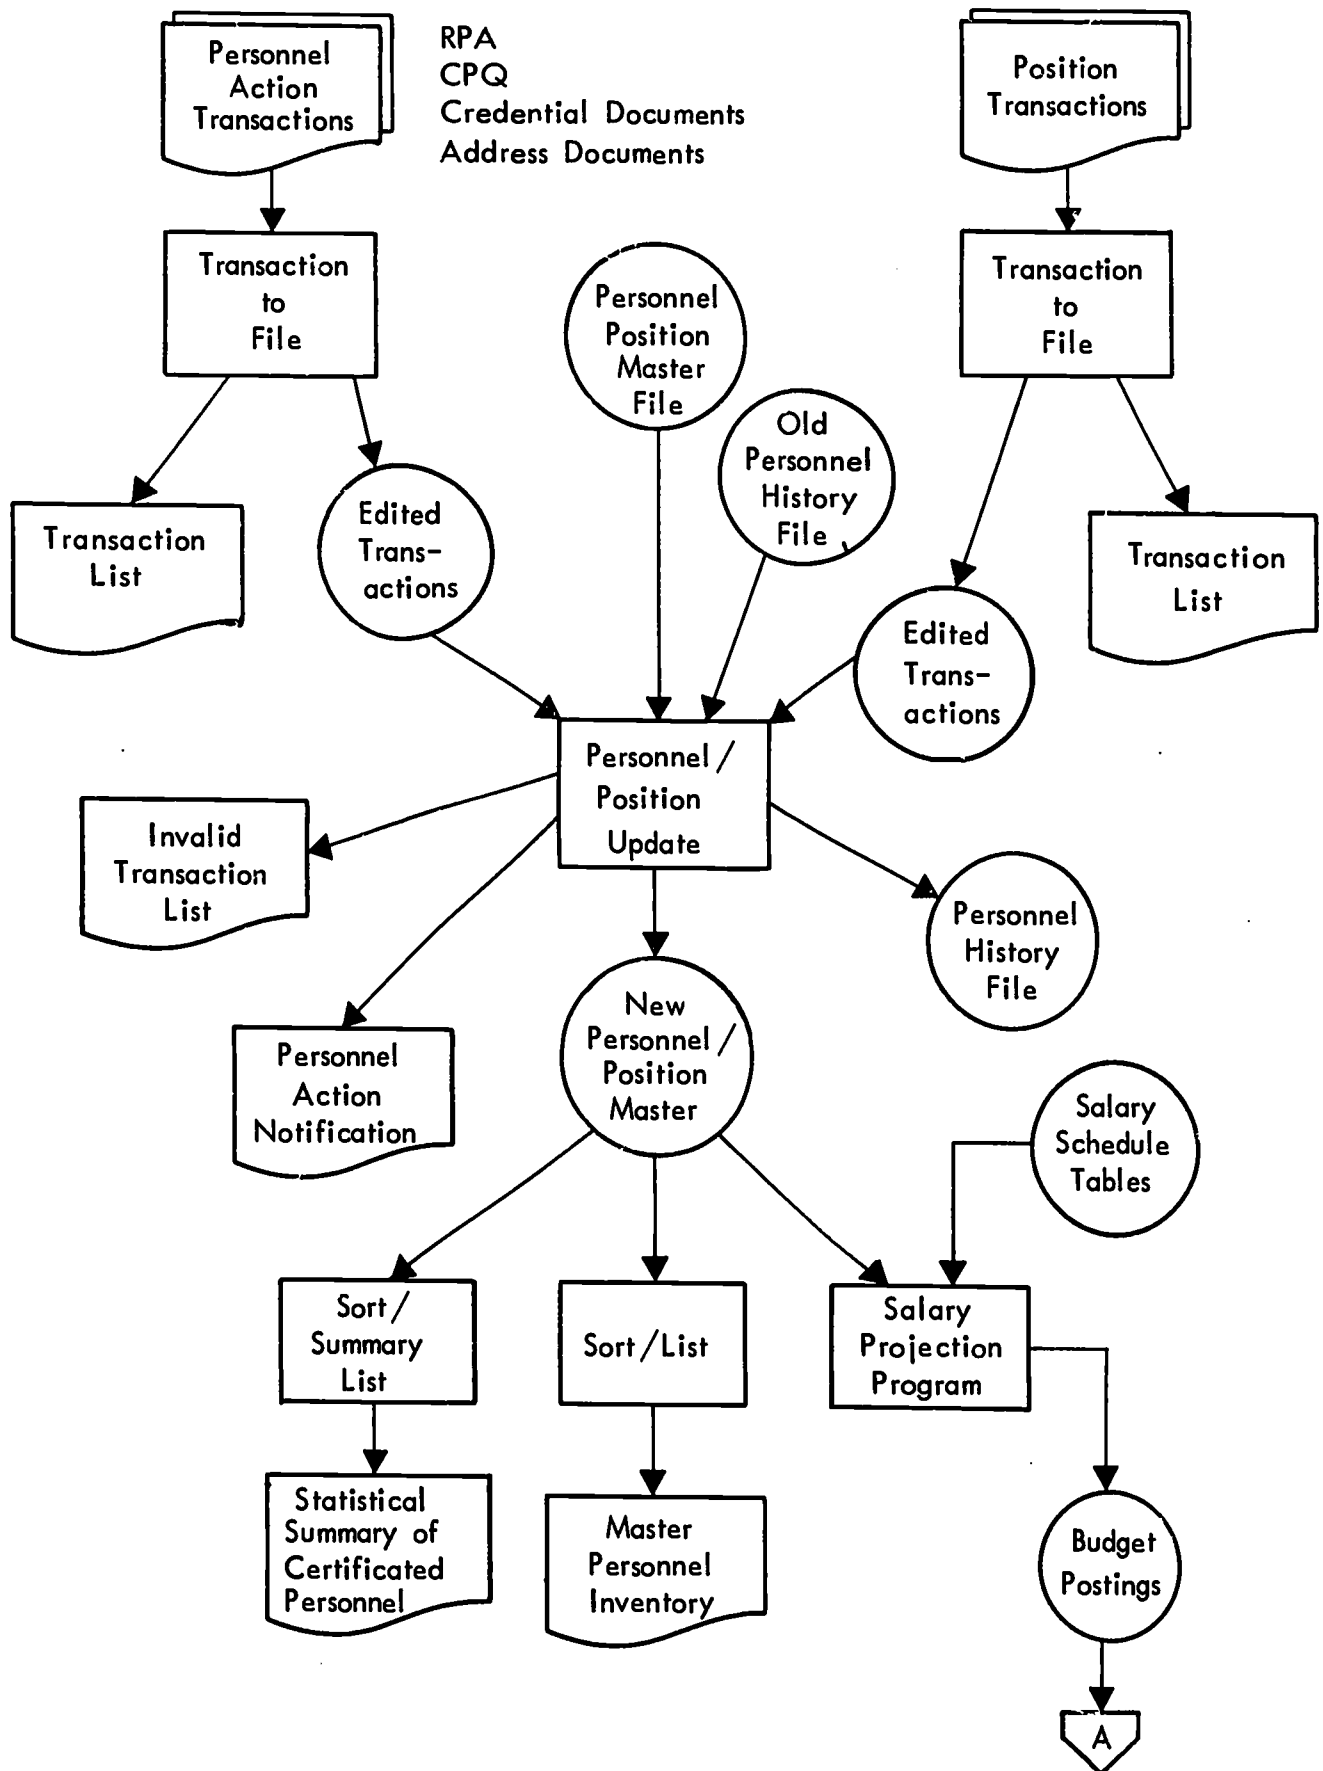 Personnel
Action
Transactions
RPA
CPQ
Credential Documents
Address Documents
Position
Transactions
Transaction
to
File
Personnel
Position
Master
File
Transaction
to
File
Old
Personnel
History
File
Transaction
List
Edited
Trans-
actions
Edited
Trans-
actions
Transaction
List
Personnel /
Position
Update
Invalid
Transaction
List
Personnel
History
File
Personnel
Action
Notification
New
Personnel /
Position
Master
Salary
Schedule
Tables
Sort /
Summary
List
Sort / List
Salary
Projection
Program
Statistical
Summary of
Certificated
Personnel
Master
Personnel
Inventory
Budget
Postings
A